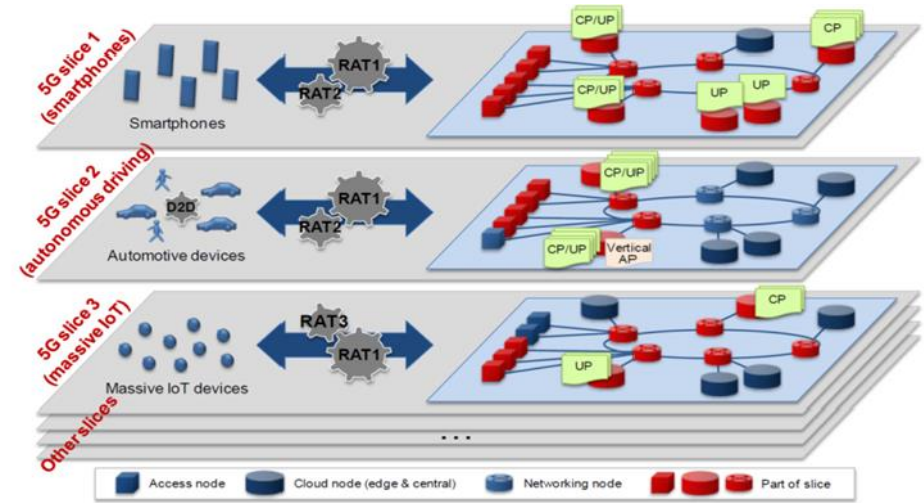 5G slice 1
(smartphones)
Smartphones
RAT1
RAT2
CP/UP
CP
CP/UP
UP
UP
5G slice 2
(autonomous driving)
D2D
Automotive devices
RAT1
RAT2
CP/UP
CP/UP
Vertical
AP
5G slice 3
(massive IoT)
Massive IoT devices
RAT3
RAT1
CP
UP
Other slices
...
Access node
Cloud node (edge & central)
Networking node
Part of slice